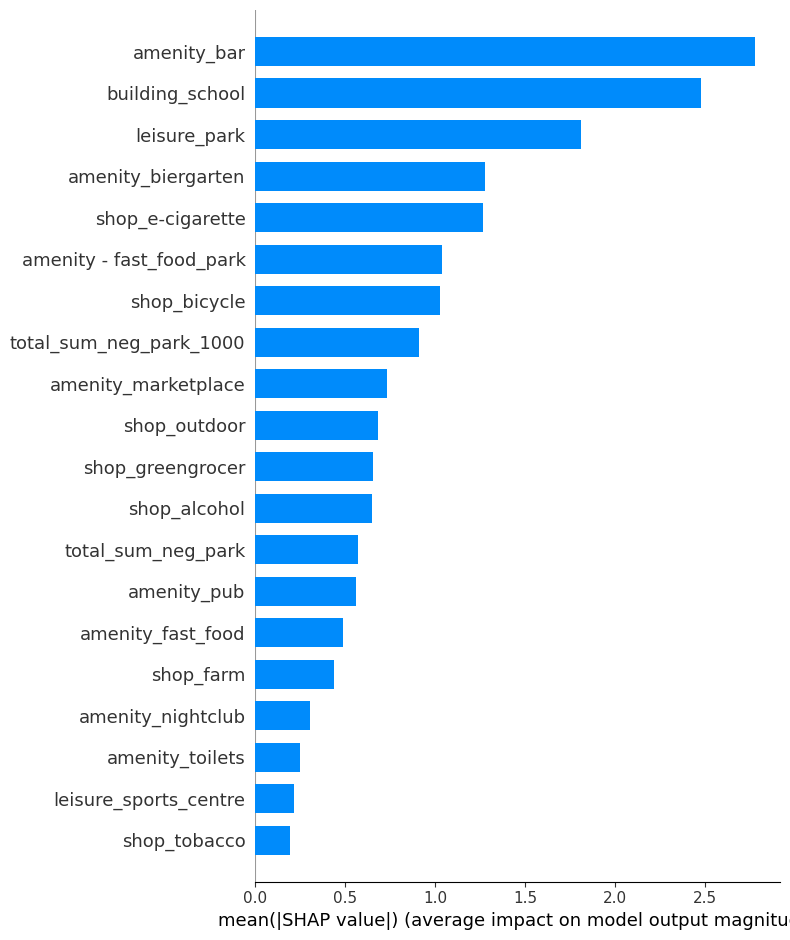 amenity_bar
building_school
leisure_park
amenity_biergarten
shop_e-cigarette
amenity - fast_food_park
shop_bicycle
total_sum_neg_park_1000
amenity_marketplace
shop_outdoor
shop_greengrocer
shop_alcohol
total_sum_neg_park
amenity_pub
amenity_fast_food
shop_farm
amenity_nightclub
amenity_toilets
leisure_sports_centre
shop_tobacco
0.0 0.5 1.0 1.5 2.0 2.5
mean(|SHAP value|) (average impact on model output magnitu